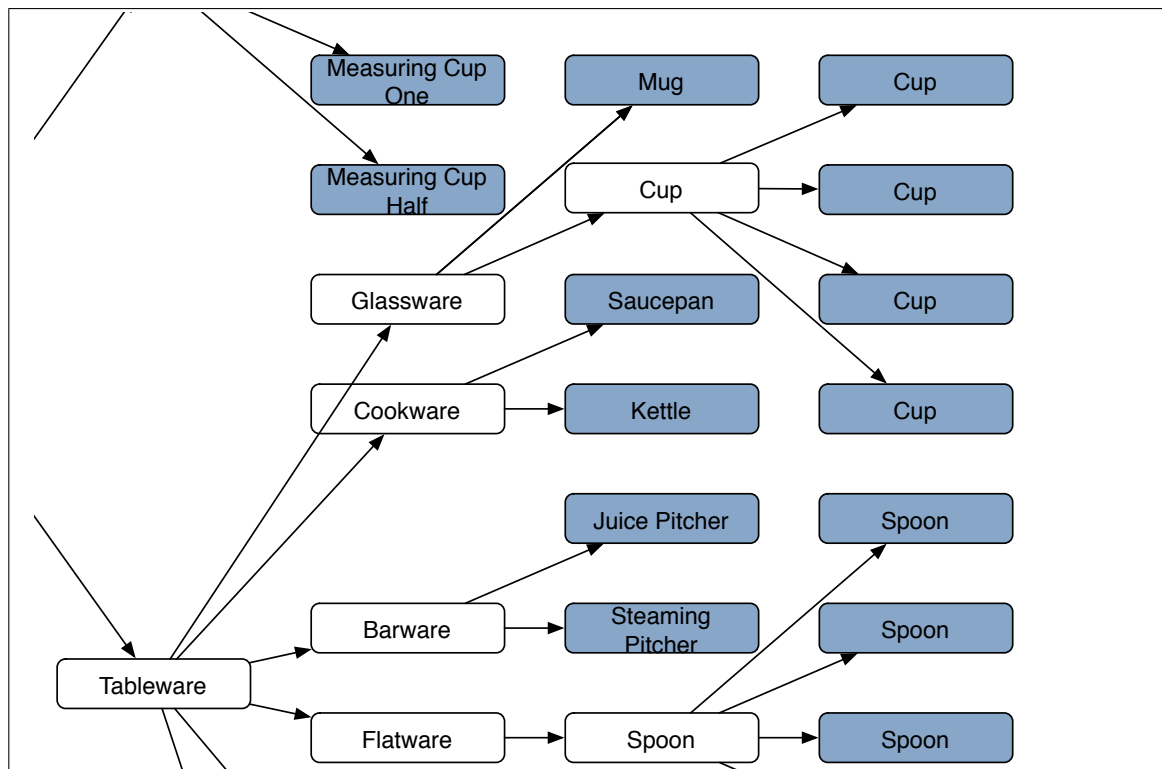 Measuring Cup
One
Mug
Cup
Measuring Cup
Half
Cup
Cup
Glassware
Saucepan
Cup
Cookware
Kettle
Cup
Juice Pitcher
Spoon
Barware
Steaming
Pitcher
Spoon
Tableware
Flatware
Spoon
Spoon